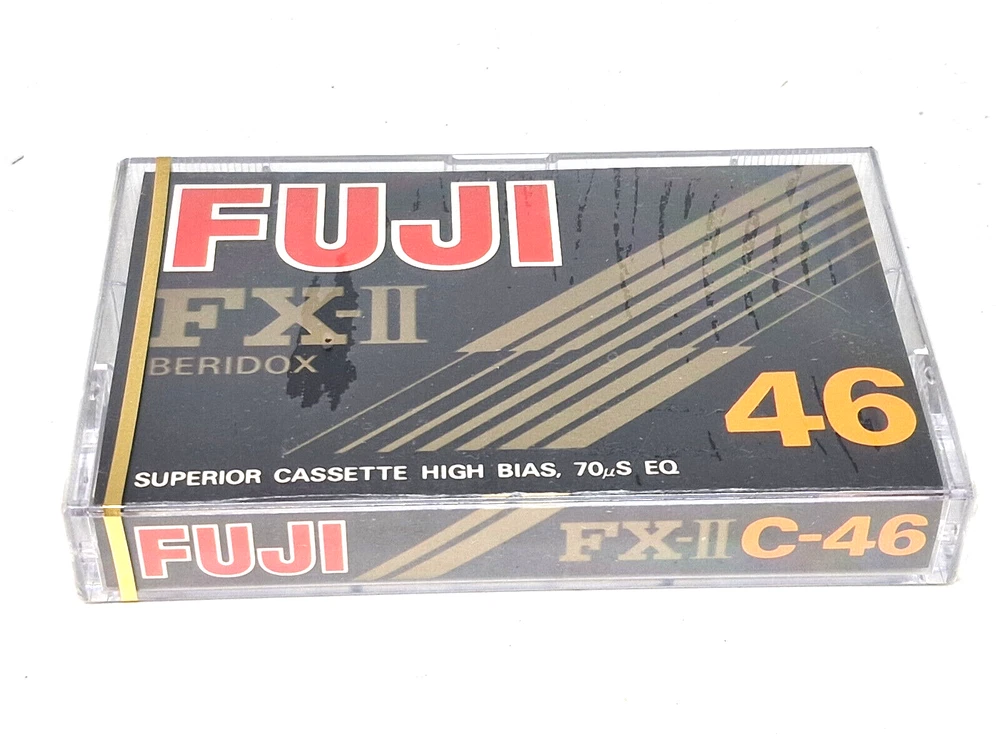 FUJI
FX-II
BERIDOX
46
SUPERIOR CASSETTE HIGH BIAS, 70μS EQ
FUJI FX-II C-46